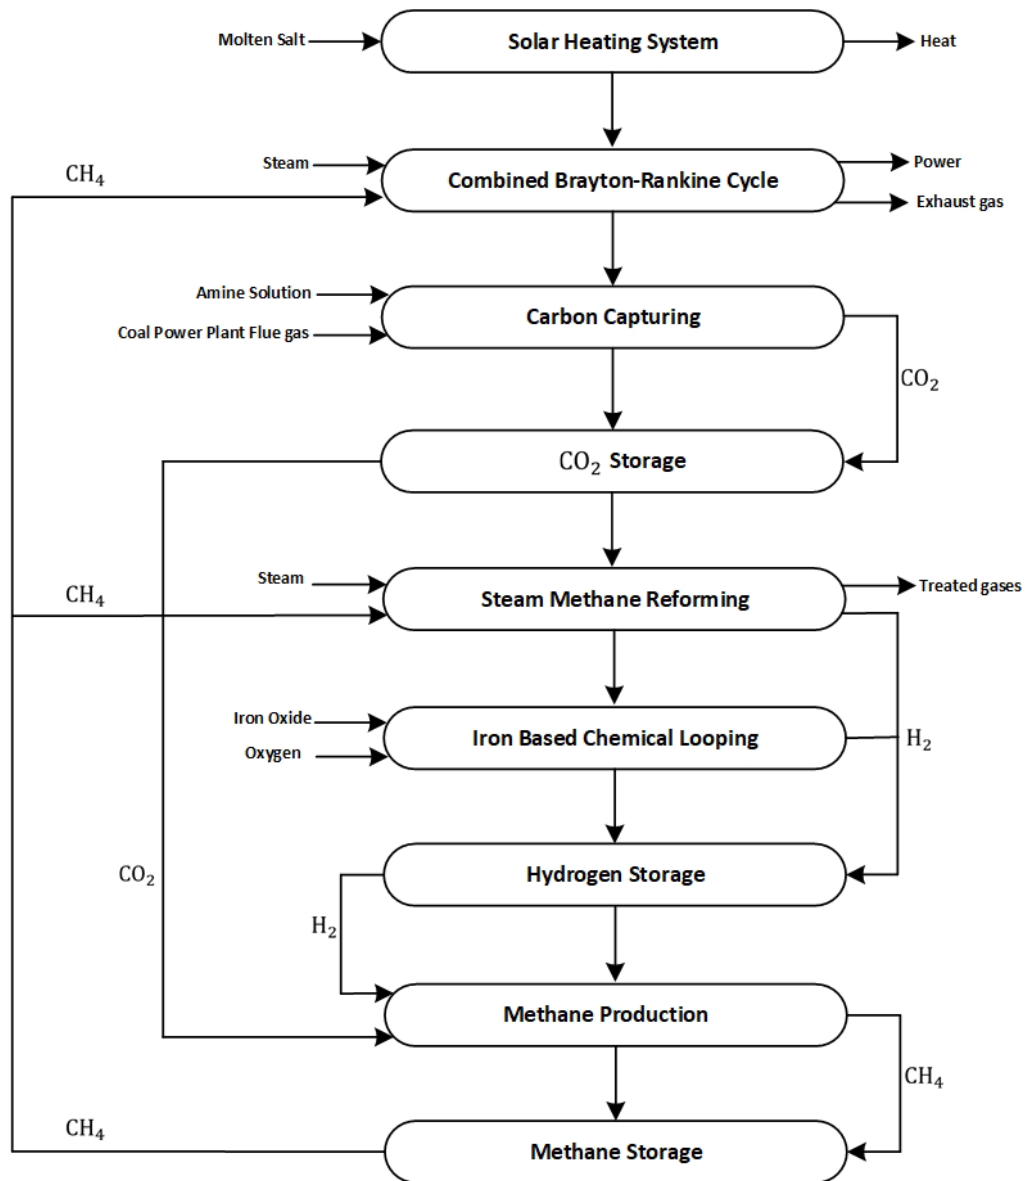 Molten Salt
Solar Heating System
Heat
Steam
CH₄
Combined Brayton-Rankine Cycle
Power
Exhaust gas
Amine Solution
Coal Power Plant Flue gas
Carbon Capturing
CO₂
CO₂ Storage
Steam
CH₄
Steam Methane Reforming
Treated gases
Iron Oxide
Oxygen
Iron Based Chemical Looping
H₂
CO₂
Hydrogen Storage
H₂
Methane Production
CH₄
CH₄
Methane Storage